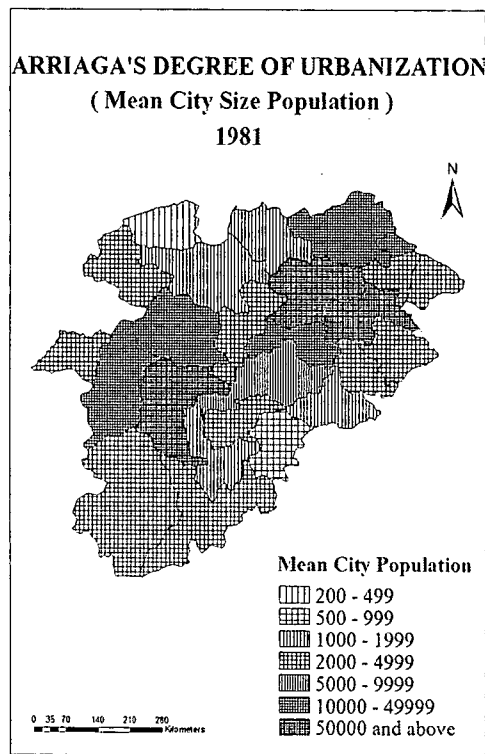 ARRIAGA'S DEGREE OF URBANIZATION
( Mean City Size Population )
1981
N
Mean City Population
200 - 499
500 - 999
1000 - 1999
2000 - 4999
5000 - 9999
10000 - 49999
50000 and above
0 35 70 140 210 280
Kilometers